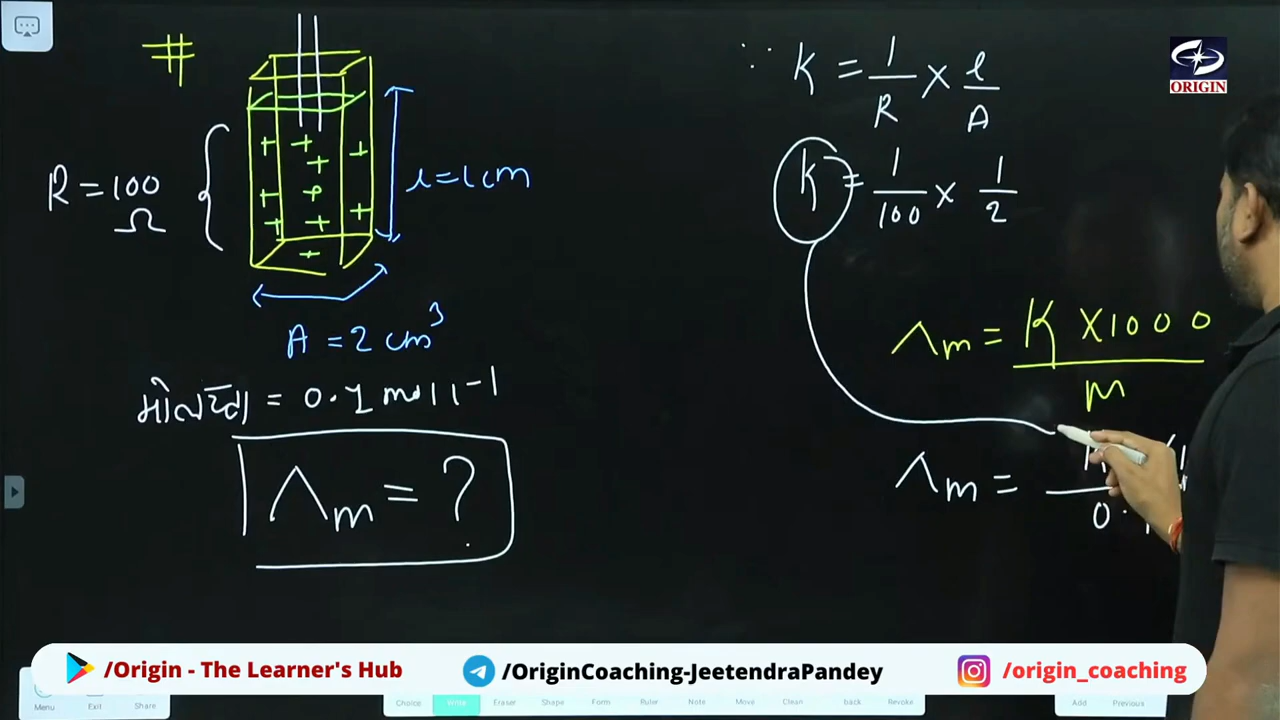 #
R = 100
Ω
l = 1 cm
A = 2 cm³
मोलरता = 0.1 mol L-1
Λm = ?
∵ K = 1/R × l/A
K = 1/100 × 1/2
Λm = K × 1000 / m
Λm =
0.1
ORIGIN
/Origin - The Learner's Hub
/OriginCoaching-JeetendraPandey
/origin_coaching
Menu
Exit
Share
Choice
Write
Eraser
Shape
Form
Ruler
Note
Move
Clean
back
Revoke
Add
Previous